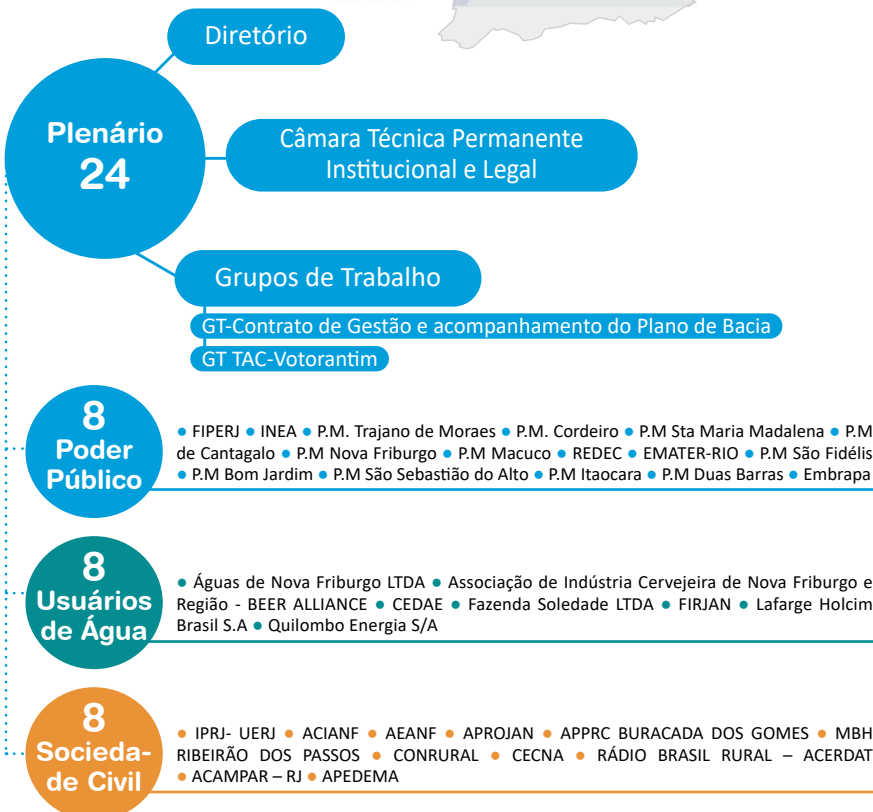 Diretório
Plenário
24
Câmara Técnica Permanente
Institucional e Legal
Grupos de Trabalho
GT-Contrato de Gestão e acompanhamento do Plano de Bacia
GT TAC-Votorantim
8
Poder
Público
• FIPERJ • INEA • P.M. Trajano de Moraes • P.M. Cordeiro • P.M Sta Maria Madalena • P.M
de Cantagalo • P.M Nova Friburgo • P.M Macuco • REDEC • EMATER-RIO • P.M São Fidélis
• P.M Bom Jardim • P.M São Sebastião do Alto • P.M Itaocara • P.M Duas Barras • Embrapa
8
Usuários
de Água
• Águas de Nova Friburgo LTDA • Associação de Indústria Cervejeira de Nova Friburgo e
Região - BEER ALLIANCE • CEDAE • Fazenda Soledade LTDA • FIRJAN • Lafarge Holcim
Brasil S.A • Quilombo Energia S/A
8
Socieda-
de Civil
• IPRJ- UERJ • ACIANF • AEANF • APROJAN • APPRC BURACADA DOS GOMES • MBH
RIBEIRÃO DOS PASSOS • CONRURAL • CECNA • RÁDIO BRASIL RURAL – ACERDAT
• ACAMPAR – RJ • APEDEMA